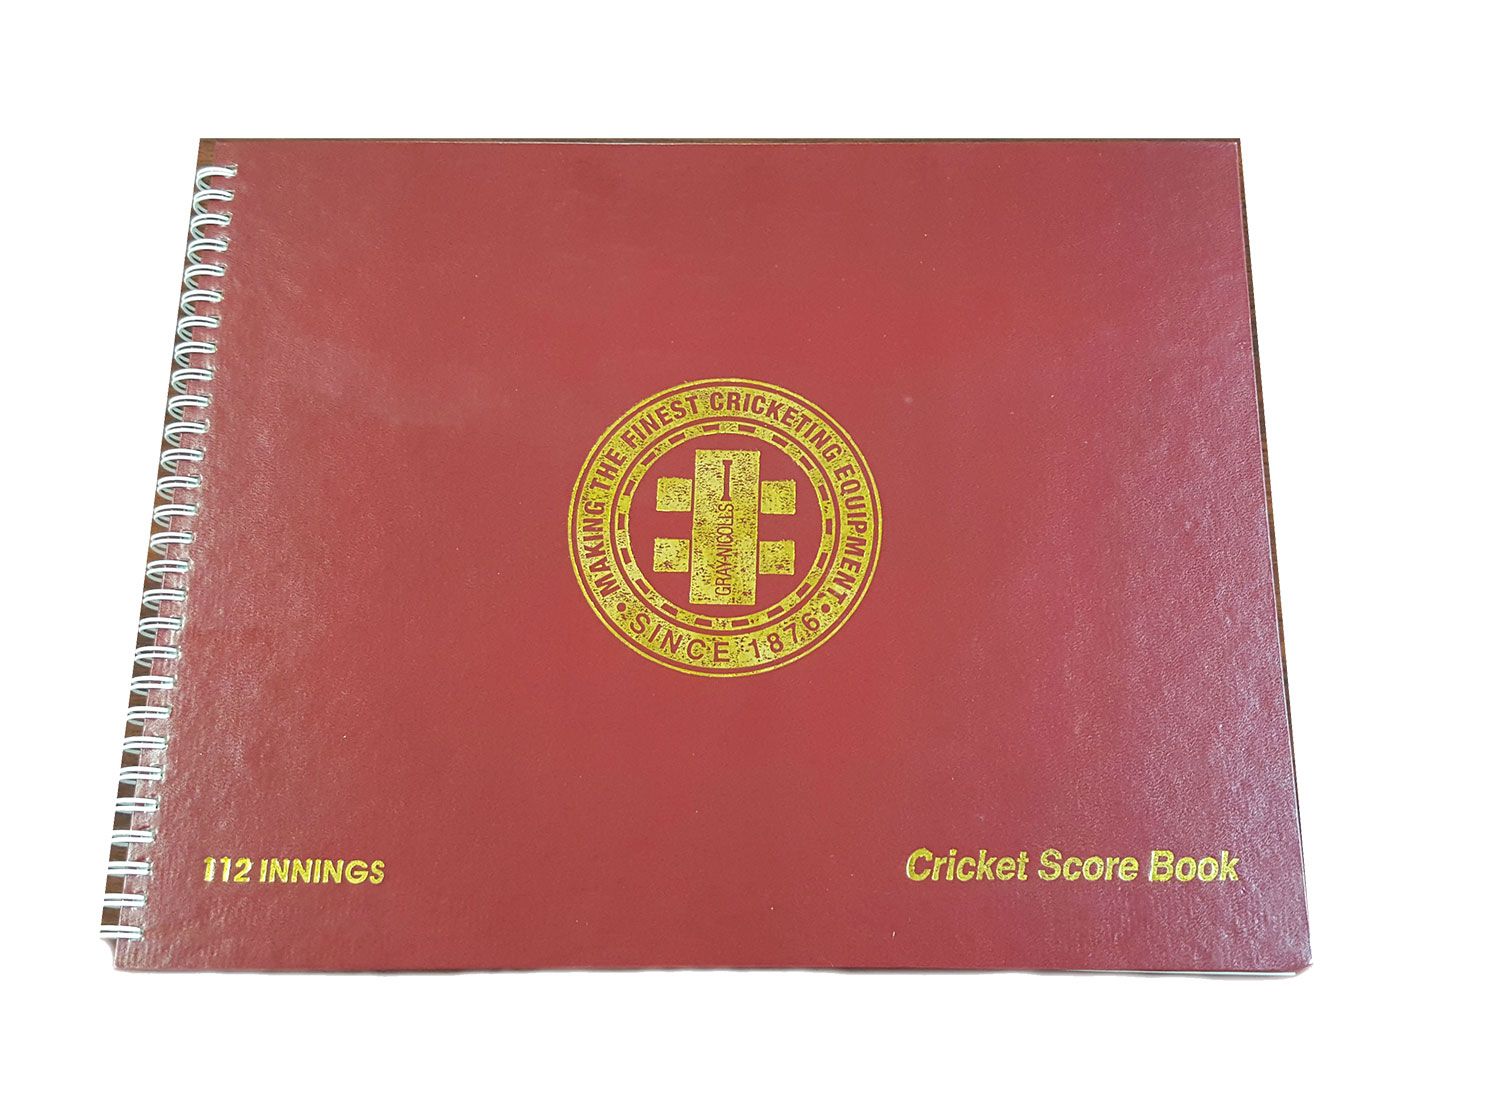 MAKING THE FINEST CRICKETING EQUIPMENT
GRAY-NICOLLS
• SINCE 1876 •
112 INNINGS
Cricket Score Book